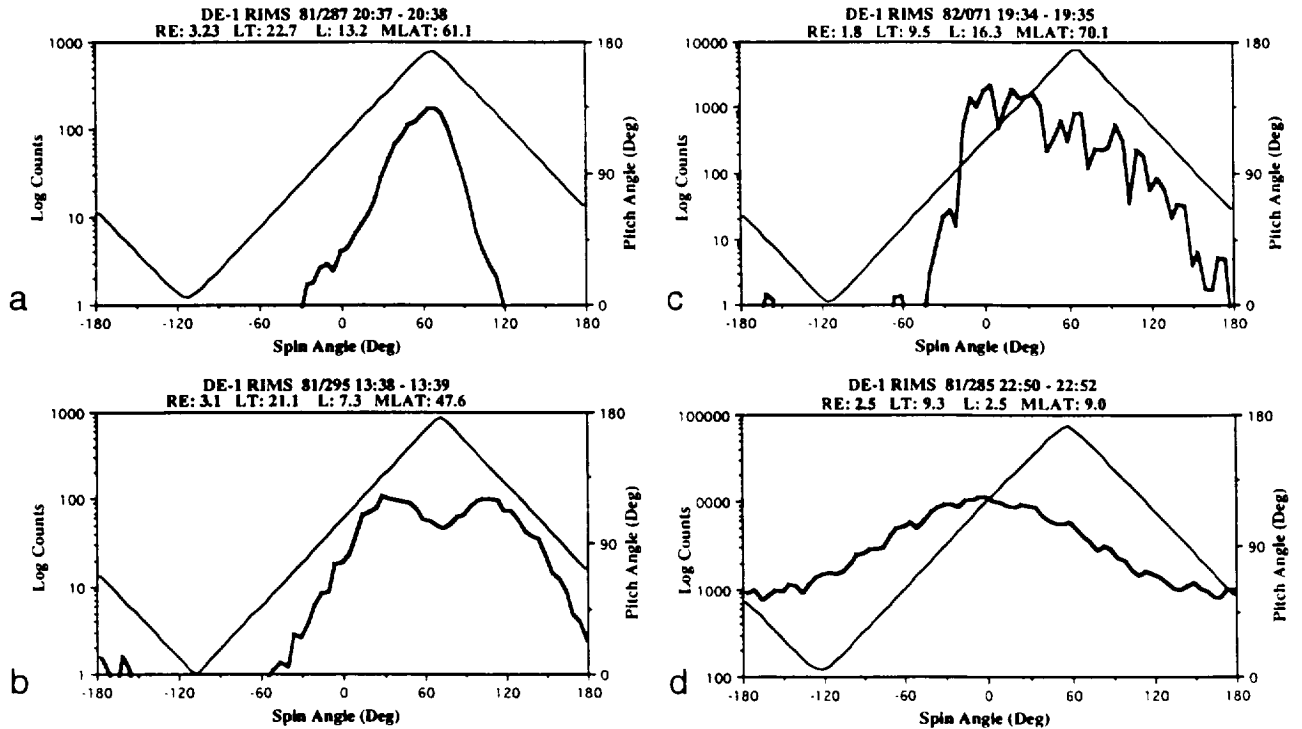 DE-1 RIMS 81/287 20:37 - 20:38
RE: 3.23 LT: 22.7 L: 13.2 MLAT: 61.1
1000
100
10
1
Log Counts
180
90
0
Pitch Angle (Deg)
-180 -120 -60 0 60 120 180
Spin Angle (Deg)
a
DE-1 RIMS 82/071 19:34 - 19:35
RE: 1.8 LT: 9.5 L: 16.3 MLAT: 70.1
10000
1000
100
10
1
Log Counts
180
90
0
Pitch Angle (Deg)
-180 -120 -60 0 60 120 180
Spin Angle (Deg)
c
DE-1 RIMS 81/295 13:38 - 13:39
RE: 3.1 LT: 21.1 L: 7.3 MLAT: 47.6
1000
100
10
1
Log Counts
180
90
0
Pitch Angle (Deg)
-180 -120 -60 0 60 120 180
Spin Angle (Deg)
b
DE-1 RIMS 81/285 22:50 - 22:52
RE: 2.5 LT: 9.3 L: 2.5 MLAT: 9.0
100000
10000
1000
100
Log Counts
180
90
0
Pitch Angle (Deg)
-180 -120 -60 0 60 120 180
Spin Angle (Deg)
d